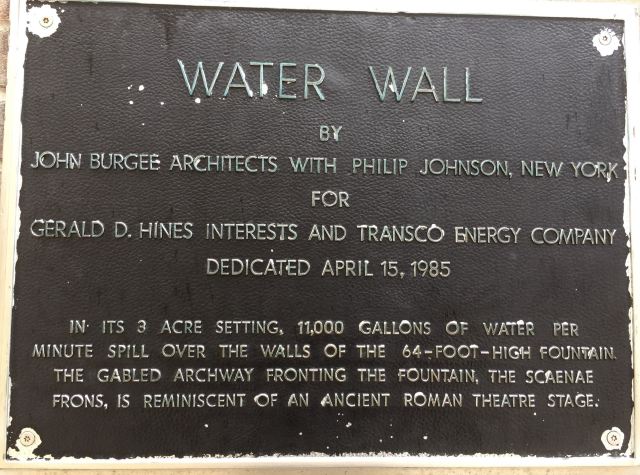 WATER WALL
BY
JOHN BURGEE ARCHITECTS WITH PHILIP JOHNSON, NEW YORK
FOR
GERALD D. HINES INTERESTS AND TRANSCO ENERGY COMPANY
DEDICATED APRIL 15, 1985
IN ITS 3 ACRE SETTING, 11,000 GALLONS OF WATER PER
MINUTE SPILL OVER THE WALLS OF THE 64-FOOT-HIGH FOUNTAIN.
THE GABLED ARCHWAY FRONTING THE FOUNTAIN, THE SCAENAE
FRONS, IS REMINISCENT OF AN ANCIENT ROMAN THEATRE STAGE.